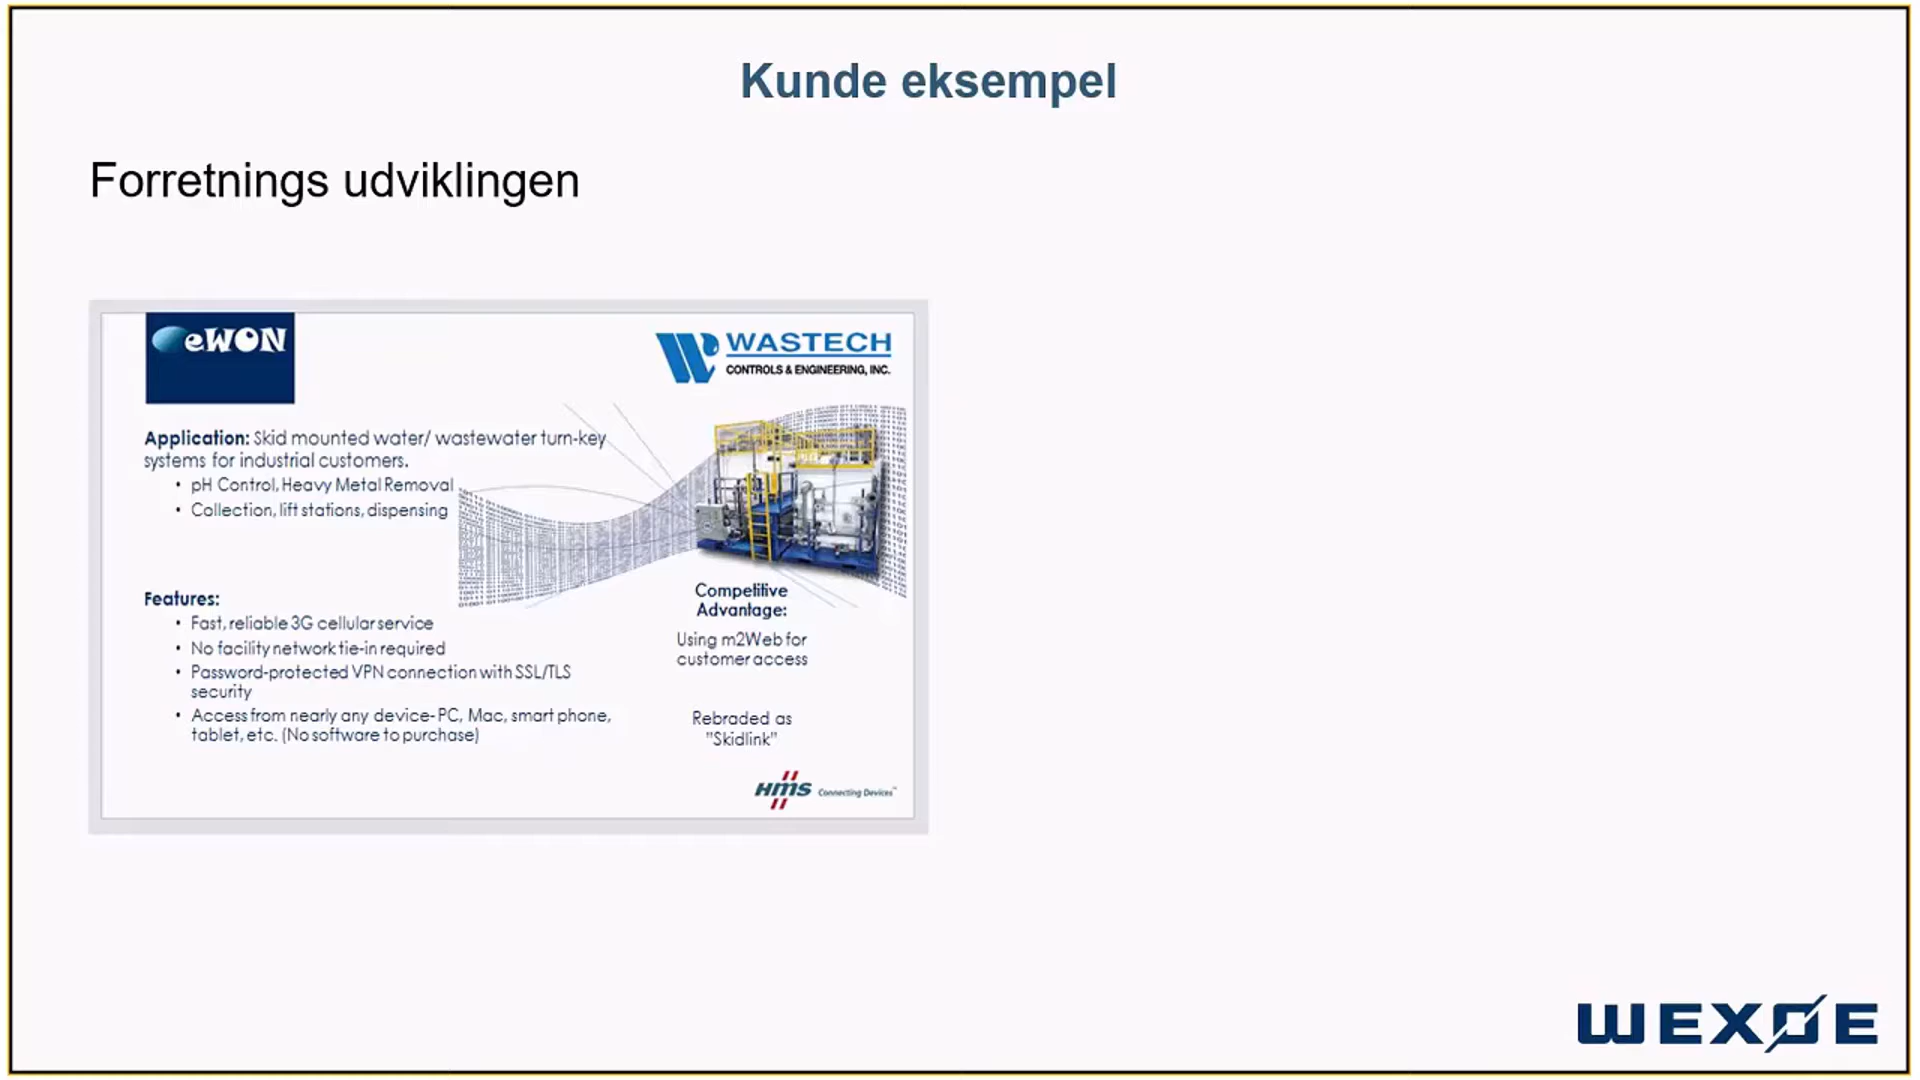 Kunde eksempel
Forretnings udviklingen
eWON
WASTECH
CONTROLS & ENGINEERING, INC.
Application: Skid mounted water/ wastewater turn-key
systems for industrial customers.
• pH Control, Heavy Metal Removal
• Collection, lift stations, dispensing
Features:
• Fast, reliable 3G cellular service
• No facility network tie-in required
• Password-protected VPN connection with SSL/TLS
security
• Access from nearly any device- PC, Mac, smart phone,
tablet, etc. (No software to purchase)
Competitive
Advantage:
Using m2Web for
customer access
Rebraded as
"Skidlink"
HMS Connecting Devices™
WEXØE